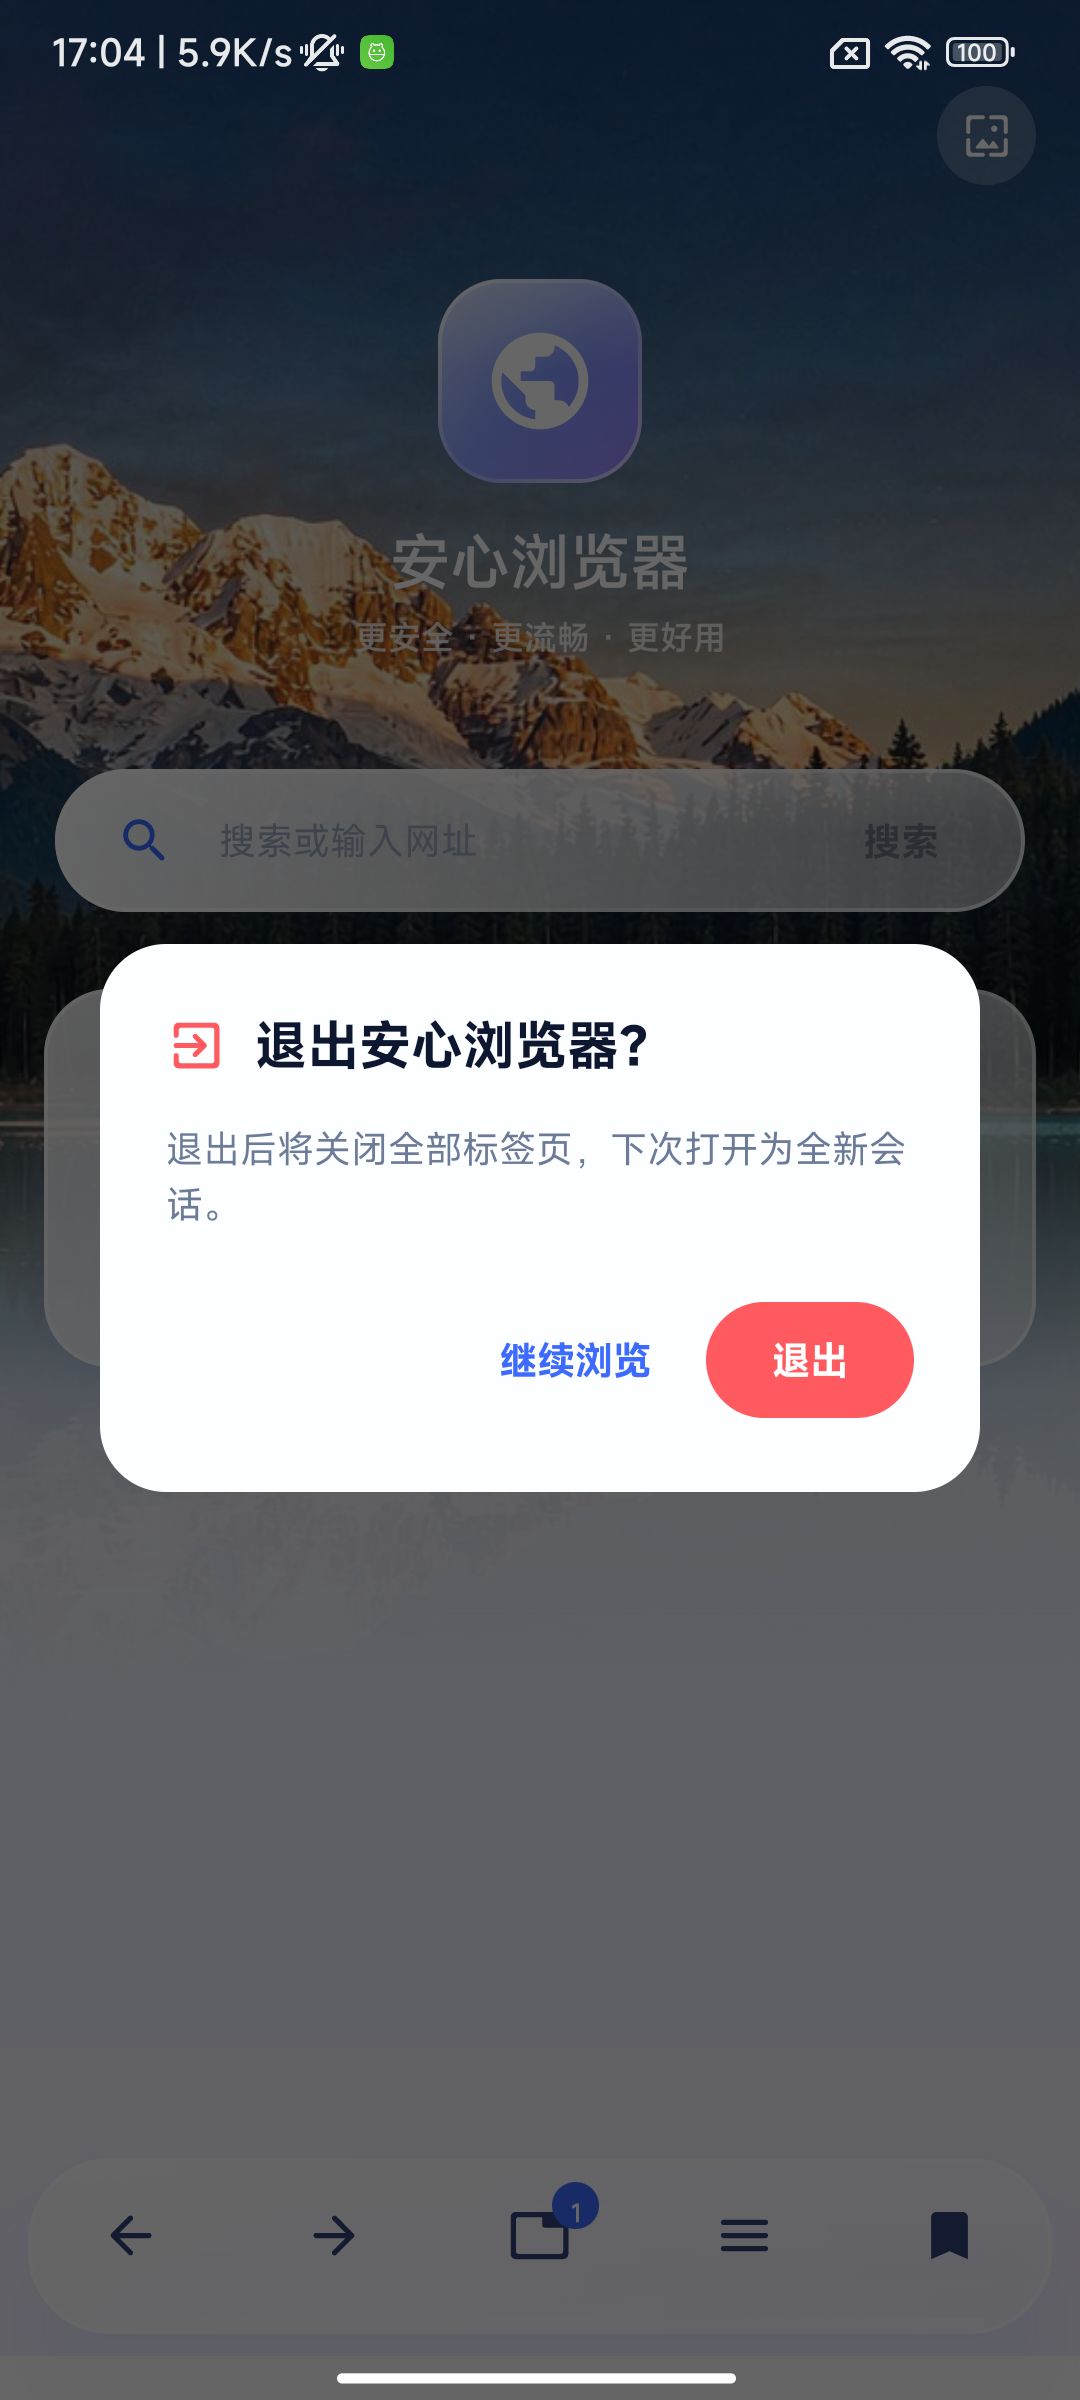 17:04 | 5.9K/s
100
安心浏览器
更安全 · 更流畅 · 更好用
搜索或输入网址
搜索
退出安心浏览器?
退出后将关闭全部标签页，下次打开为全新会
话。
继续浏览
退出
1